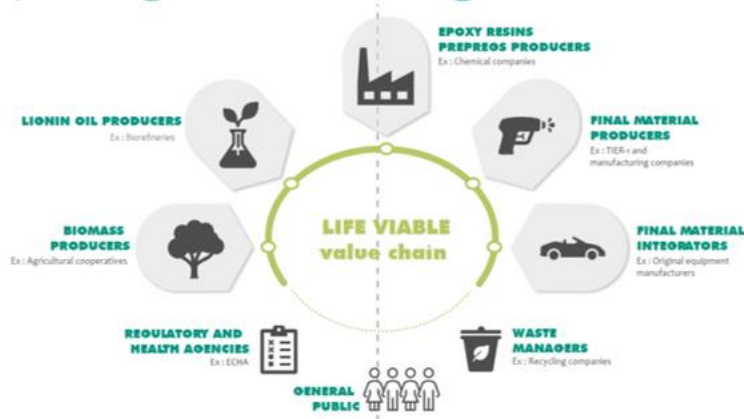 EPOXY RESINS
PREPREGS PRODUCERS
Ex : Chemical companies
LIGNIN OIL PRODUCERS
Ex : Biorefineries
FINAL MATERIAL
PRODUCERS
Ex : TIER-1 and
manufacturing companies
BIOMASS
PRODUCERS
Ex : Agricultural cooperatives
LIFE VIABLE
value chain
FINAL MATERIAL
INTEGRATORS
Ex : Original equipment
manufacturers
REGULATORY AND
HEALTH AGENCIES
Ex : ECHA
WASTE
MANAGERS
Ex : Recycling companies
GENERAL
PUBLIC